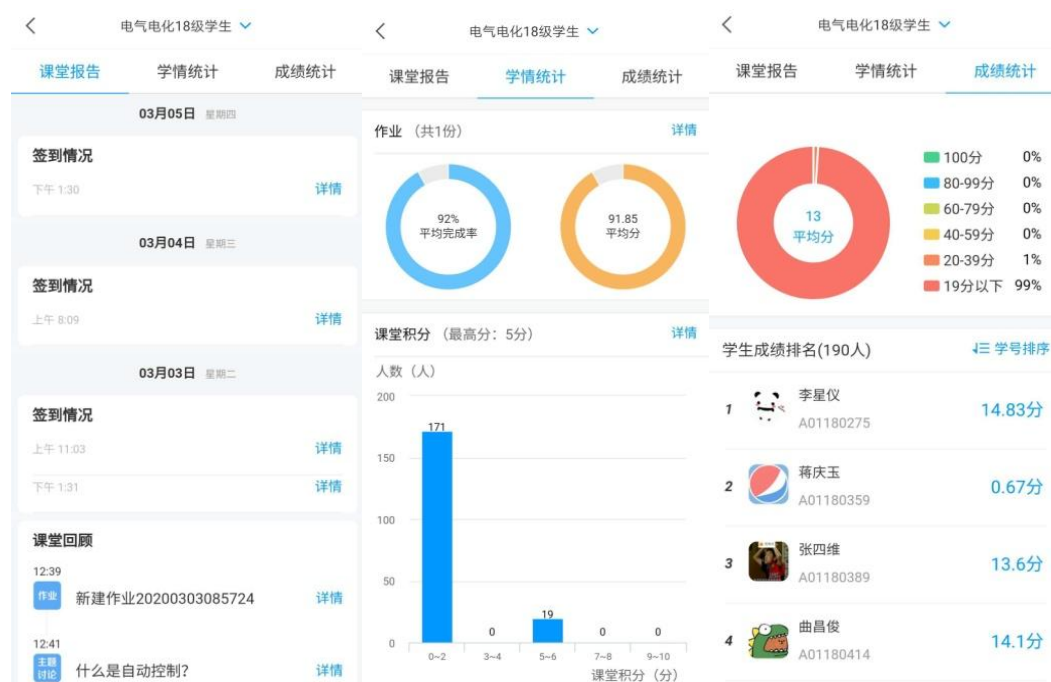 电气电化18级学生
课堂报告 学情统计 成绩统计
03月05日 星期四
签到情况
下午 1:30 详情
03月04日 星期三
签到情况
上午 8:09 详情
03月03日 星期二
签到情况
上午 11:03 详情
下午 1:31 详情
课堂回顾
12:39
作业 新建作业20200303085724 详情
12:41
主题讨论 什么是自动控制? 详情
电气电化18级学生
课堂报告 学情统计 成绩统计
作业 (共1份) 详情
92%
平均完成率
91.85
平均分
课堂积分 (最高分: 5分) 详情
人数 (人)
200
171
150
100
50
19
0 0 0 0
0~2 3~4 5~6 7~8 9~10
课堂积分 (分)
电气电化18级学生
课堂报告 学情统计 成绩统计
13
平均分
100分 0%
80-99分 0%
60-79分 0%
40-59分 0%
20-39分 1%
19分以下 99%
学生成绩排名(190人) 学号排序
1 李星仪 14.83分
A01180275
2 蒋庆玉 0.67分
A01180359
3 张四维 13.6分
A01180389
4 曲昌俊 14.1分
A01180414